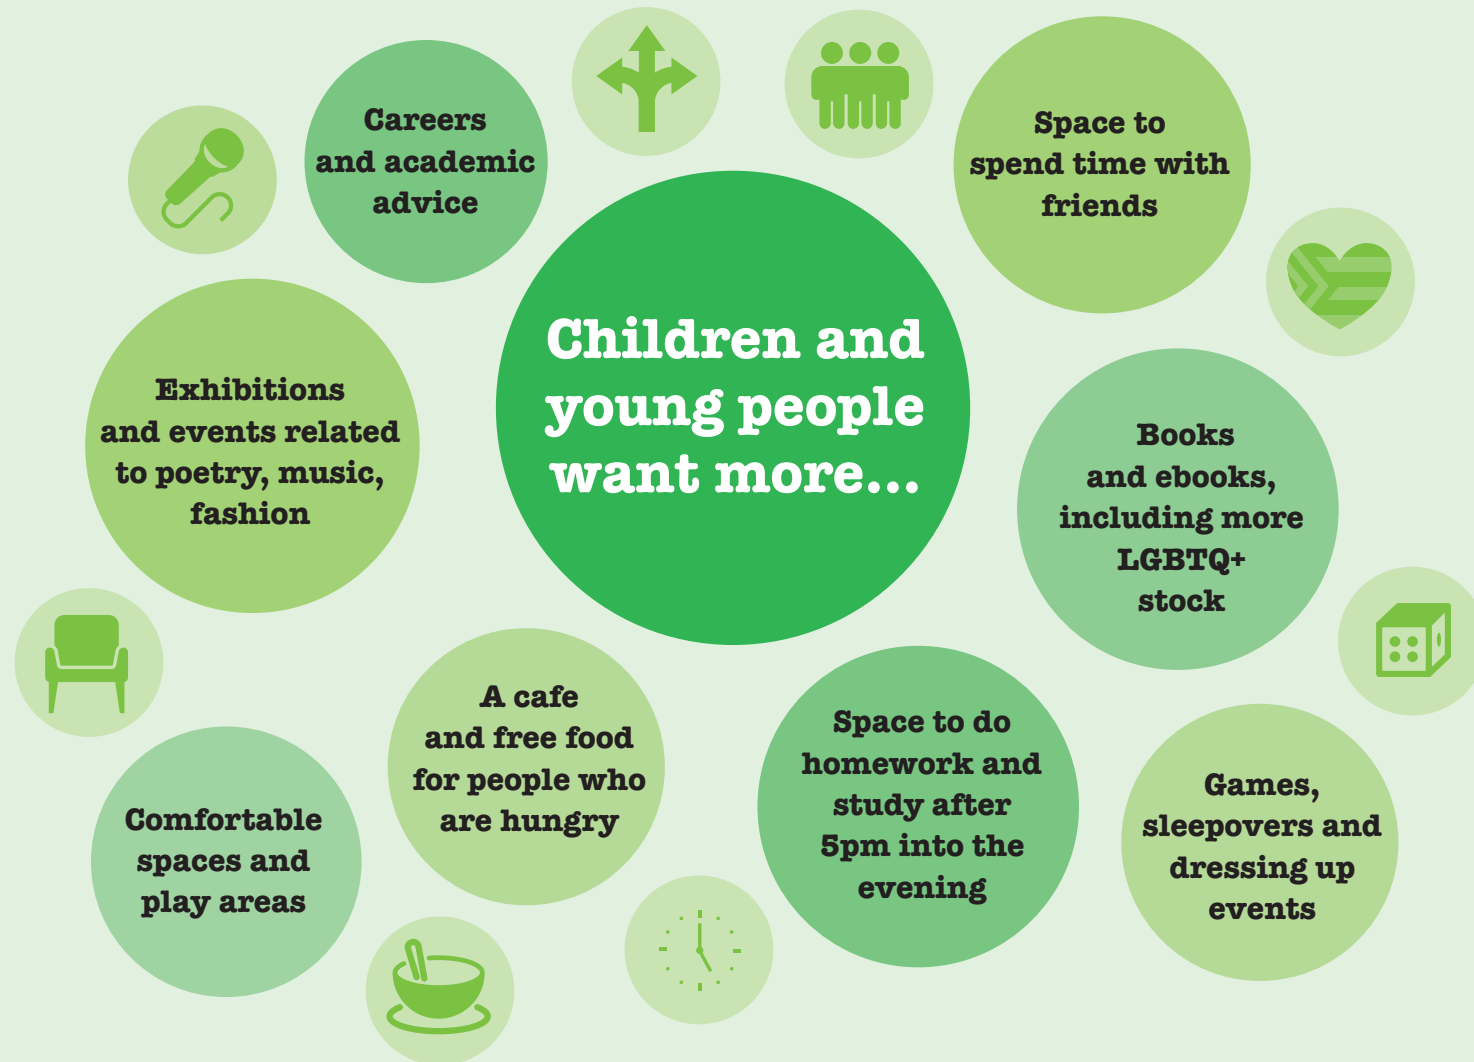 Careers
and academic
advice
Space to
spend time with
friends
Children and
young people
want more...
Exhibitions
and events related
to poetry, music,
fashion
Books
and ebooks,
including more
LGBTQ+
stock
A cafe
and free food
for people who
are hungry
Space to do
homework and
study after
5pm into the
evening
Games,
sleepovers and
dressing up
events
Comfortable
spaces and
play areas